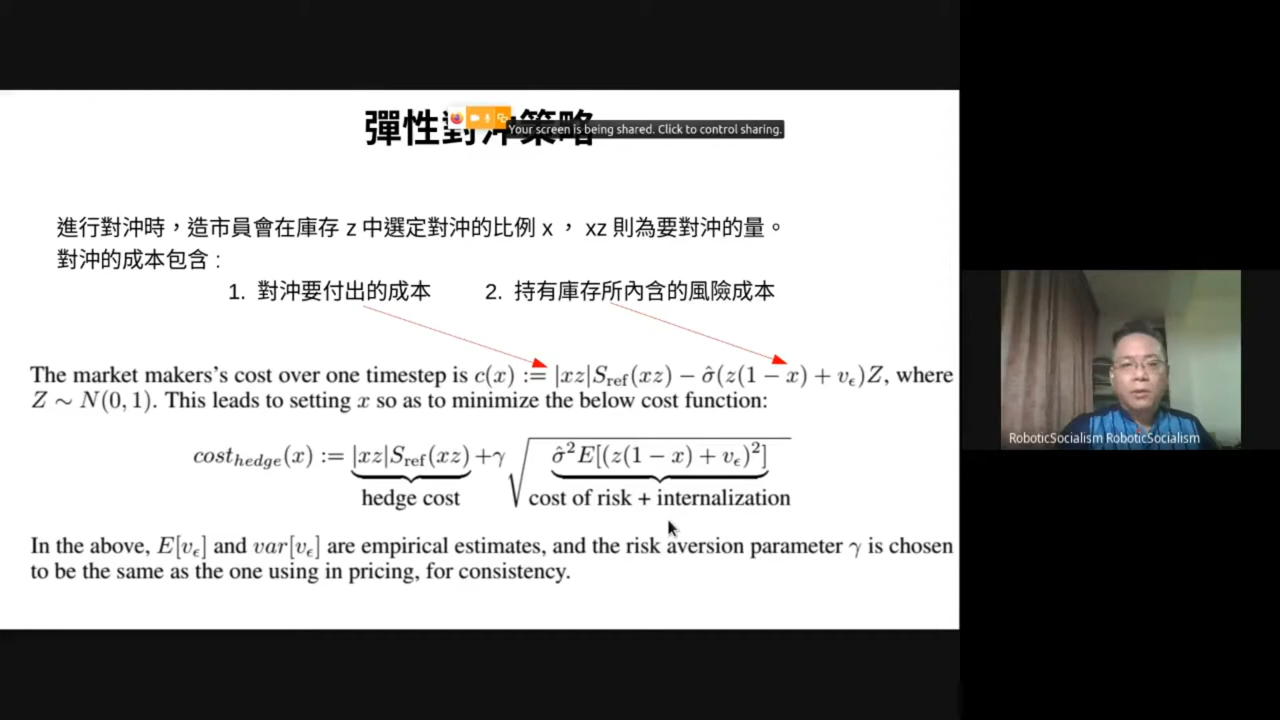 彈性對沖策略
Your screen is being shared. Click to control sharing.
進行對沖時，造市員會在庫存 z 中選定對沖的比例 x ， xz 則為要對沖的量。
對沖的成本包含 :
1. 對沖要付出的成本 2. 持有庫存所內含的風險成本
The market makers's cost over one timestep is c(x) := |xz|S_ref(xz) − σ̂(z(1 − x) + v_ϵ)Z, where
Z ∼ N(0, 1). This leads to setting x so as to minimize the below cost function:
cost_hedge(x) := |xz|S_ref(xz) +γ√σ̂²E[(z(1 − x) + v_ϵ)²]
hedge cost cost of risk + internalization
In the above, E[v_ϵ] and var[v_ϵ] are empirical estimates, and the risk aversion parameter γ is chosen
to be the same as the one using in pricing, for consistency.
RoboticSocialism RoboticSocialism